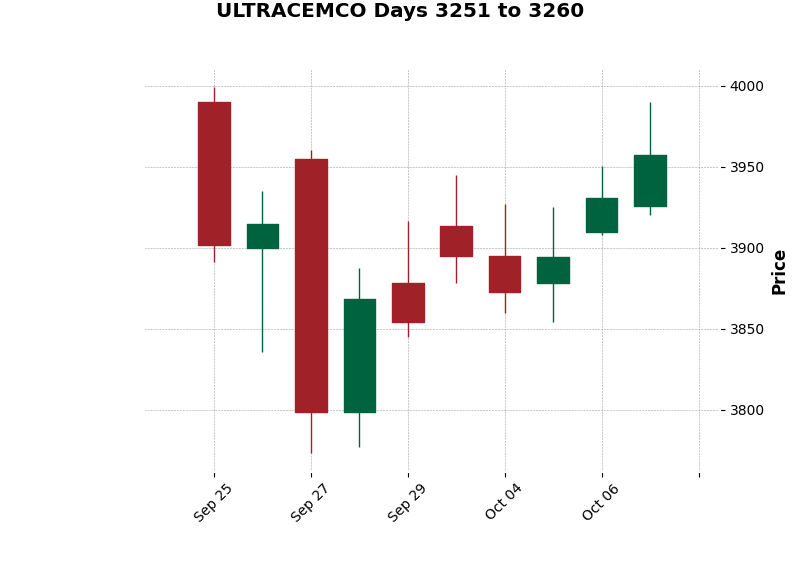 ULTRACEMCO Days 3251 to 3260
4000
3950
3900
3850
3800
Price
Sep 25
Sep 27
Sep 29
Oct 04
Oct 06